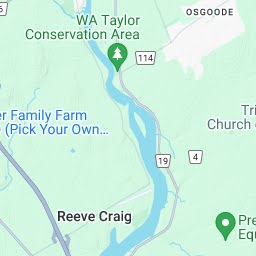 6
OSGOODE
WA Taylor
Conservation Area
114
er Family Farm
(Pick Your Own...
Tri
Church o
19
4
Reeve Craig
Pre
Equ